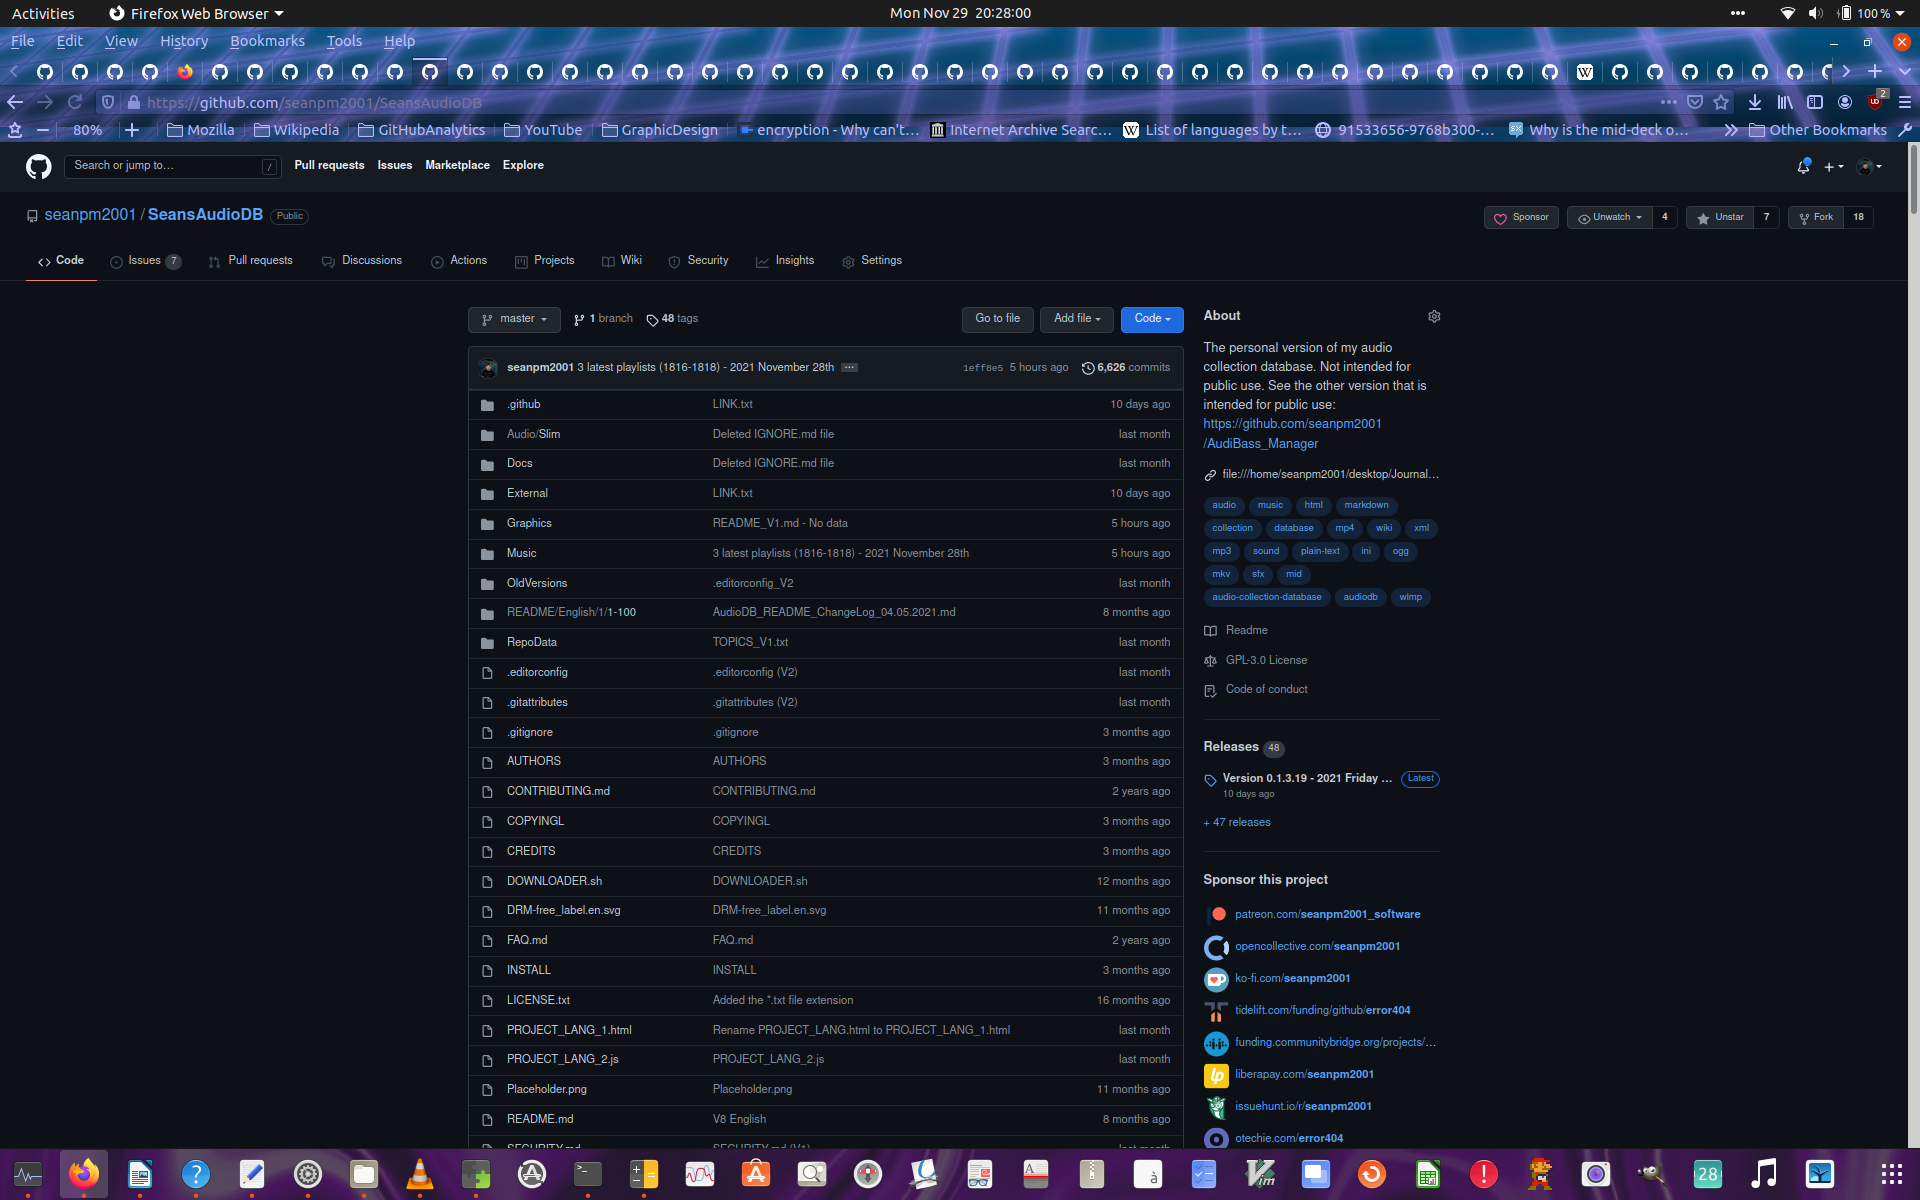 Activities Firefox Web Browser Mon Nov 29 20:28:00 100 %
File Edit View History Bookmarks Tools Help
https://github.com/seanpm2001/SeansAudioDB 2
80% Mozilla Wikipedia GitHubAnalytics YouTube GraphicDesign encryption - Why can't… Internet Archive Searc… List of languages by t… 91533656-9768b300-… Why is the mid-deck o… Other Bookmarks
Search or jump to… / Pull requests Issues Marketplace Explore
seanpm2001 / SeansAudioDB Public Sponsor Unwatch 4 Unstar 7 Fork 18
Code Issues 7 Pull requests Discussions Actions Projects Wiki Security Insights Settings
master 1 branch 48 tags Go to file Add file Code
seanpm2001 3 latest playlists (1816-1818) - 2021 November 28th ... 1eff8e5 5 hours ago 6,626 commits
.github LINK.txt 10 days ago
Audio/Slim Deleted IGNORE.md file last month
Docs Deleted IGNORE.md file last month
External LINK.txt 10 days ago
Graphics README_V1.md - No data 5 hours ago
Music 3 latest playlists (1816-1818) - 2021 November 28th 5 hours ago
OldVersions .editorconfig_V2 last month
README/English/1/1-100 AudioDB_README_ChangeLog_04.05.2021.md 8 months ago
RepoData TOPICS_V1.txt last month
.editorconfig .editorconfig (V2) last month
.gitattributes .gitattributes (V2) last month
.gitignore .gitignore 3 months ago
AUTHORS AUTHORS 3 months ago
CONTRIBUTING.md CONTRIBUTING.md 2 years ago
COPYINGL COPYINGL 3 months ago
CREDITS CREDITS 3 months ago
DOWNLOADER.sh DOWNLOADER.sh 12 months ago
DRM-free_label.en.svg DRM-free_label.en.svg 11 months ago
FAQ.md FAQ.md 2 years ago
INSTALL INSTALL 3 months ago
LICENSE.txt Added the *.txt file extension 16 months ago
PROJECT_LANG_1.html Rename PROJECT_LANG.html to PROJECT_LANG_1.html last month
PROJECT_LANG_2.js PROJECT_LANG_2.js last month
Placeholder.png Placeholder.png 11 months ago
README.md V8 English 8 months ago
SECURITY.md SECURITY.md (V1) last month
About
The personal version of my audio
collection database. Not intended for
public use. See the other version that is
intended for public use:
https://github.com/seanpm2001
/AudiBass_Manager
file:///home/seanpm2001/desktop/Journal…
audio music html markdown
collection database mp4 wiki xml
mp3 sound plain-text ini ogg
mkv sfx mid
audio-collection-database audiodb wlmp
Readme
GPL-3.0 License
Code of conduct
Releases 48
Version 0.1.3.19 - 2021 Friday … Latest
10 days ago
+ 47 releases
Sponsor this project
patreon.com/seanpm2001_software
opencollective.com/seanpm2001
ko-fi.com/seanpm2001
tidelift.com/funding/github/error404
funding.communitybridge.org/projects/…
liberapay.com/seanpm2001
issuehunt.io/r/seanpm2001
otechie.com/error404
28